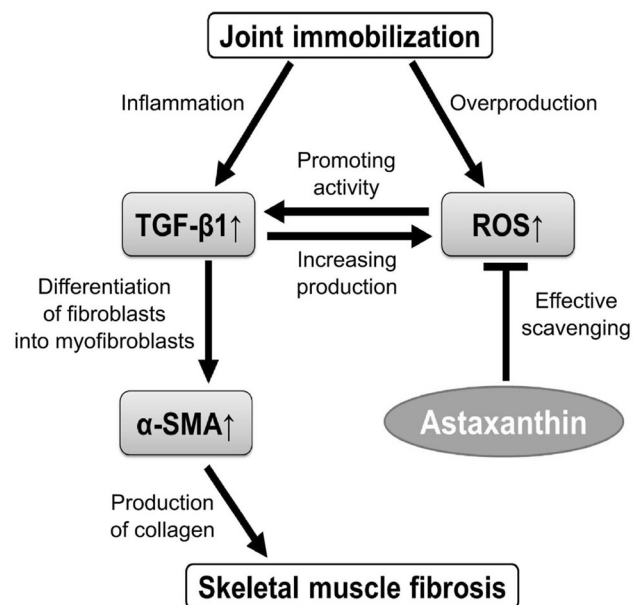 Joint immobilization
Inflammation
Overproduction
Promoting
activity
TGF-β1↑
ROS↑
Increasing
production
Differentiation
of fibroblasts
into myofibroblasts
Effective
scavenging
α-SMA↑
Astaxanthin
Production
of collagen
Skeletal muscle fibrosis